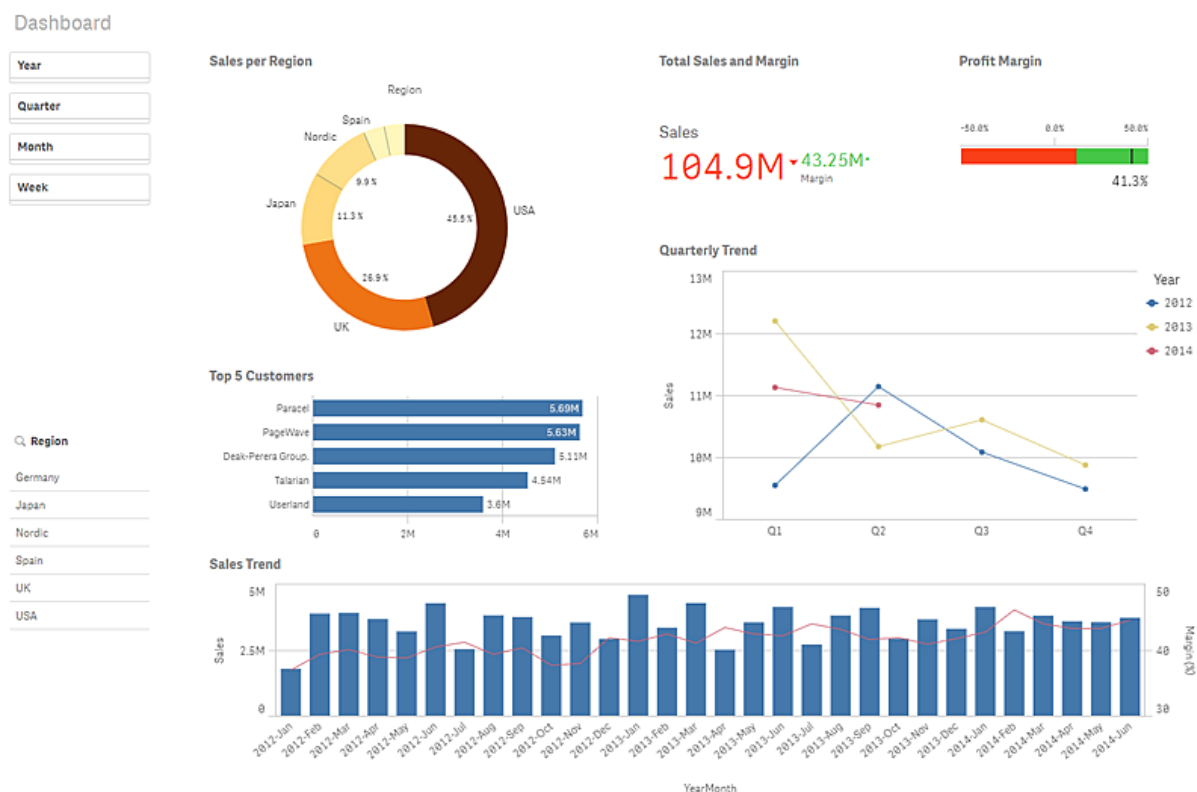 Dashboard
Year
Quarter
Month
Week
Region
Germany
Japan
Nordic
Spain
UK
USA
Sales per Region
Region
Spain
Nordic
Japan
UK
USA
9.9%
11.3%
26.9%
45.5%
Total Sales and Margin
Sales
104.9M
43.25M
Margin
Profit Margin
-50.0% 0.0% 50.0%
41.3%
Quarterly Trend
13M
12M
11M
10M
9M
Sales
Q1 Q2 Q3 Q4
Year
2012
2013
2014
Top 5 Customers
Paracel 5.69M
PageWave 5.63M
Deak-Perera Group. 5.11M
Talarian 4.54M
Userland 3.6M
0 2M 4M 6M
Sales Trend
5M
2.5M
0
Sales
50
40
30
Margin (%)
2012-Jan 2012-Feb 2012-Mar 2012-Apr 2012-May 2012-Jun 2012-Jul 2012-Aug 2012-Sep 2012-Oct 2012-Nov 2012-Dec 2013-Jan 2013-Feb 2013-Mar 2013-Apr 2013-May 2013-Jun 2013-Jul 2013-Aug 2013-Sep 2013-Oct 2013-Nov 2013-Dec 2014-Jan 2014-Feb 2014-Mar 2014-Apr 2014-May 2014-Jun
YearMonth